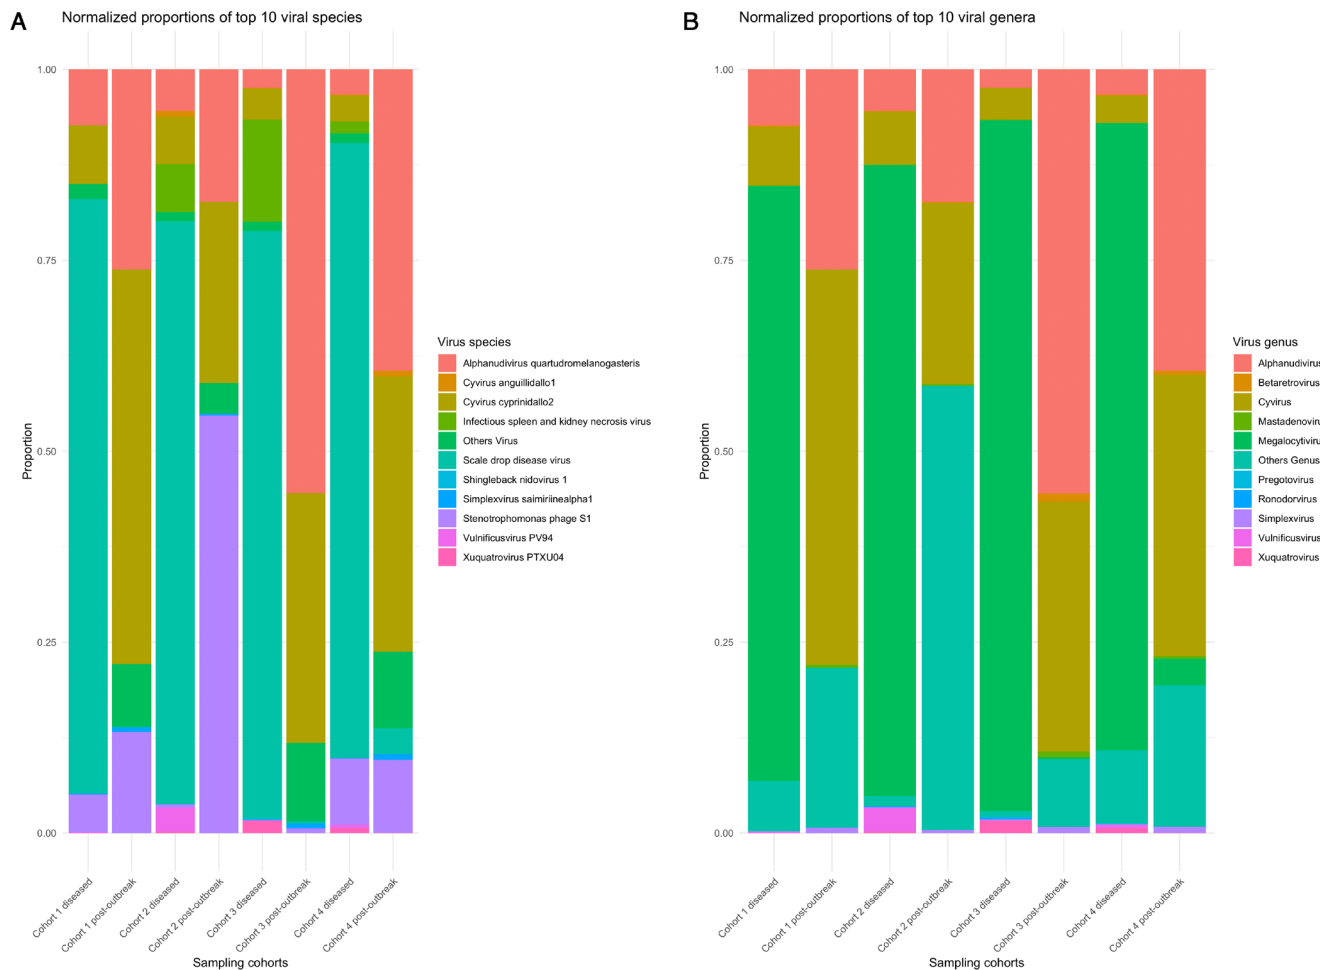 A
Normalized proportions of top 10 viral species
1.00
0.75
0.50
0.25
0.00
Proportion
Cohort 1 diseased
Cohort 1 post-outbreak
Cohort 2 diseased
Cohort 2 post-outbreak
Cohort 3 diseased
Cohort 3 post-outbreak
Cohort 4 diseased
Cohort 4 post-outbreak
Sampling cohorts
Virus species
Alphanudivirus quartudromelanogasteris
Cyvirus anguillidallo1
Cyvirus cyprinidallo2
Infectious spleen and kidney necrosis virus
Others Virus
Scale drop disease virus
Shingleback nidovirus 1
Simplexvirus saimiriinealpha1
Stenotrophomonas phage S1
Vulnificusvirus PV94
Xuquatrovirus PTXU04
B
Normalized proportions of top 10 viral genera
1.00
0.75
0.50
0.25
0.00
Proportion
Cohort 1 diseased
Cohort 1 post-outbreak
Cohort 2 diseased
Cohort 2 post-outbreak
Cohort 3 diseased
Cohort 3 post-outbreak
Cohort 4 diseased
Cohort 4 post-outbreak
Sampling cohorts
Virus genus
Alphanudivirus
Betaretrovirus
Cyvirus
Mastadenoviru
Megalocytiviru
Others Genus
Pregotovirus
Ronodorvirus
Simplexvirus
Vulnificusvirus
Xuquatrovirus